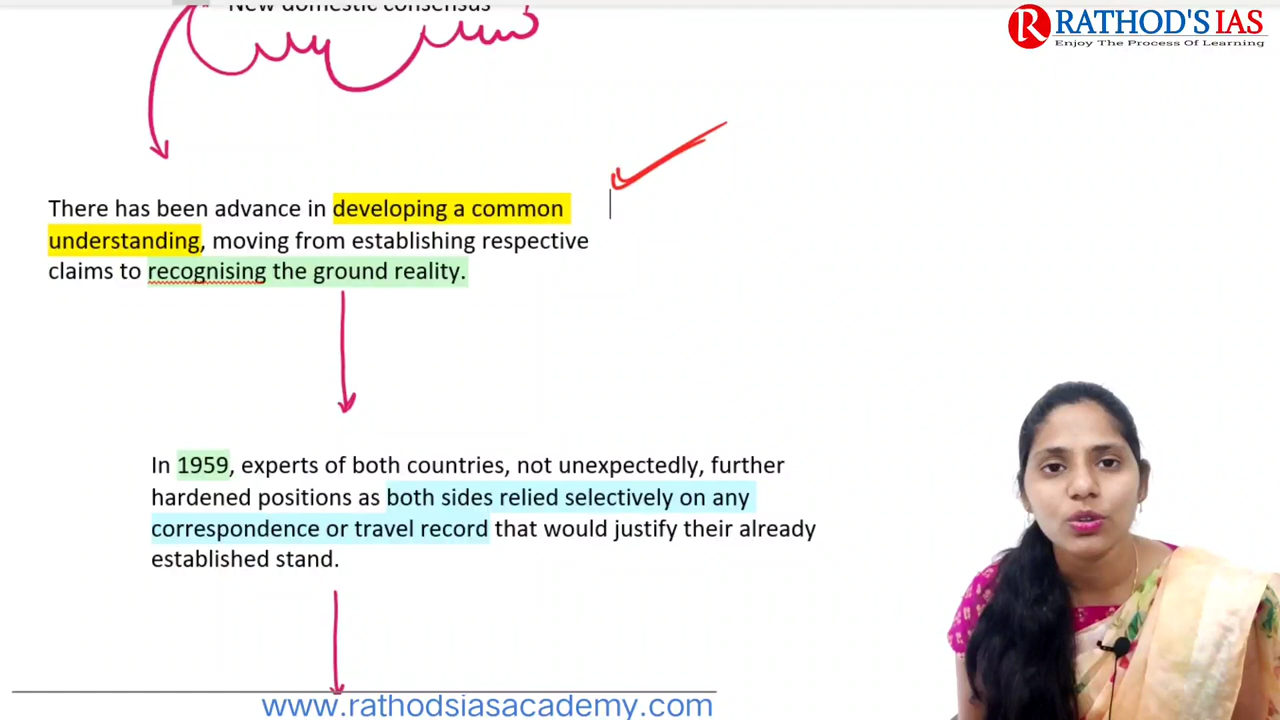 New domestic consensus
RATHOD'S IAS
Enjoy The Process Of Learning
There has been advance in developing a common
understanding, moving from establishing respective
claims to recognising the ground reality.
In 1959, experts of both countries, not unexpectedly, further
hardened positions as both sides relied selectively on any
correspondence or travel record that would justify their already
established stand.
www.rathodsiasacademy.com